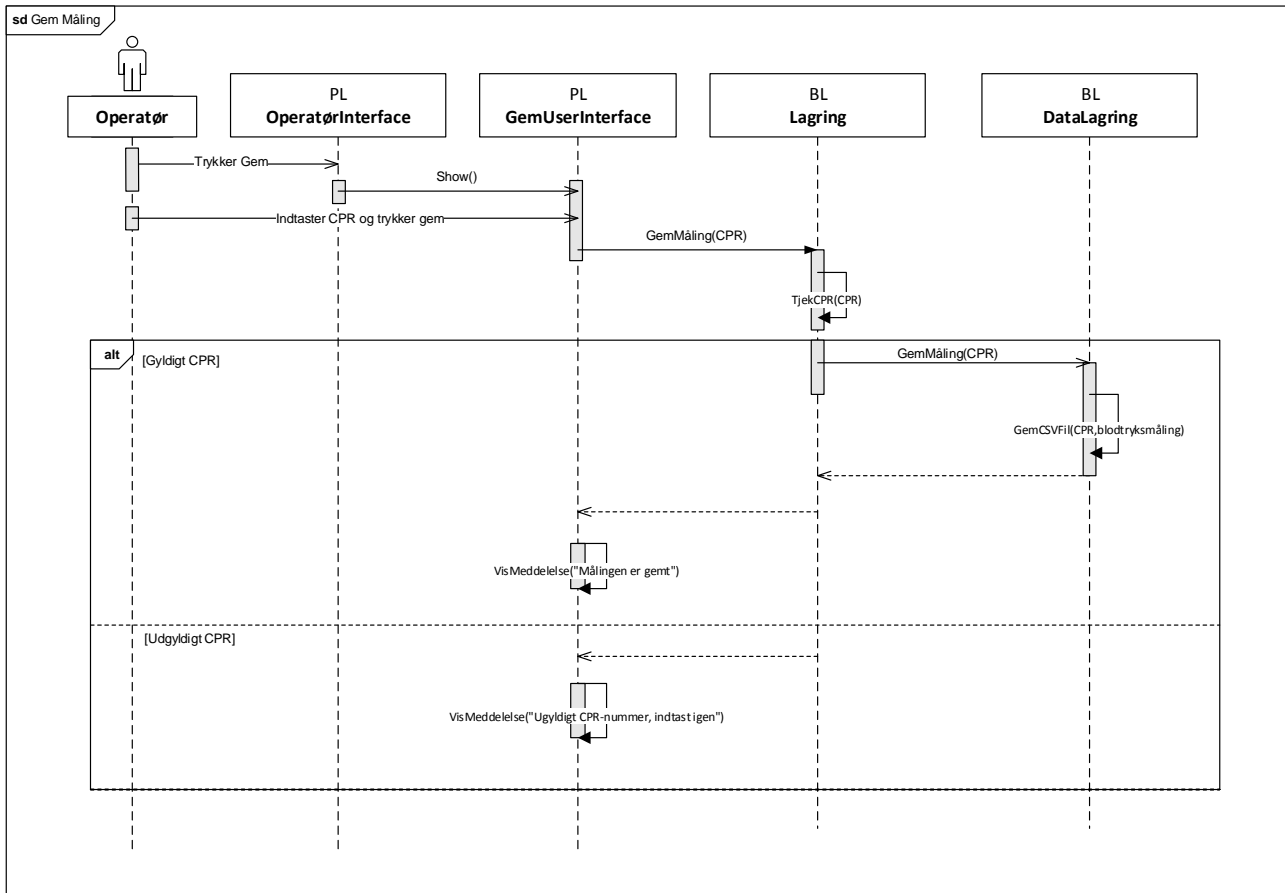 sd Gem Måling
Operatør
PL
OperatørInterface
PL
GemUserInterface
BL
Lagring
BL
DataLagring
Trykker Gem
Show()
Indtaster CPR og trykker gem
GemMåling(CPR)
TjekCPR(CPR)
alt
[Gyldigt CPR]
GemMåling(CPR)
GemCSVFil(CPR,blodtryksmåling)
VisMeddelelse("Målingen er gemt")
[Udgyldigt CPR]
VisMeddelelse("Ugyldigt CPR-nummer, indtast igen")